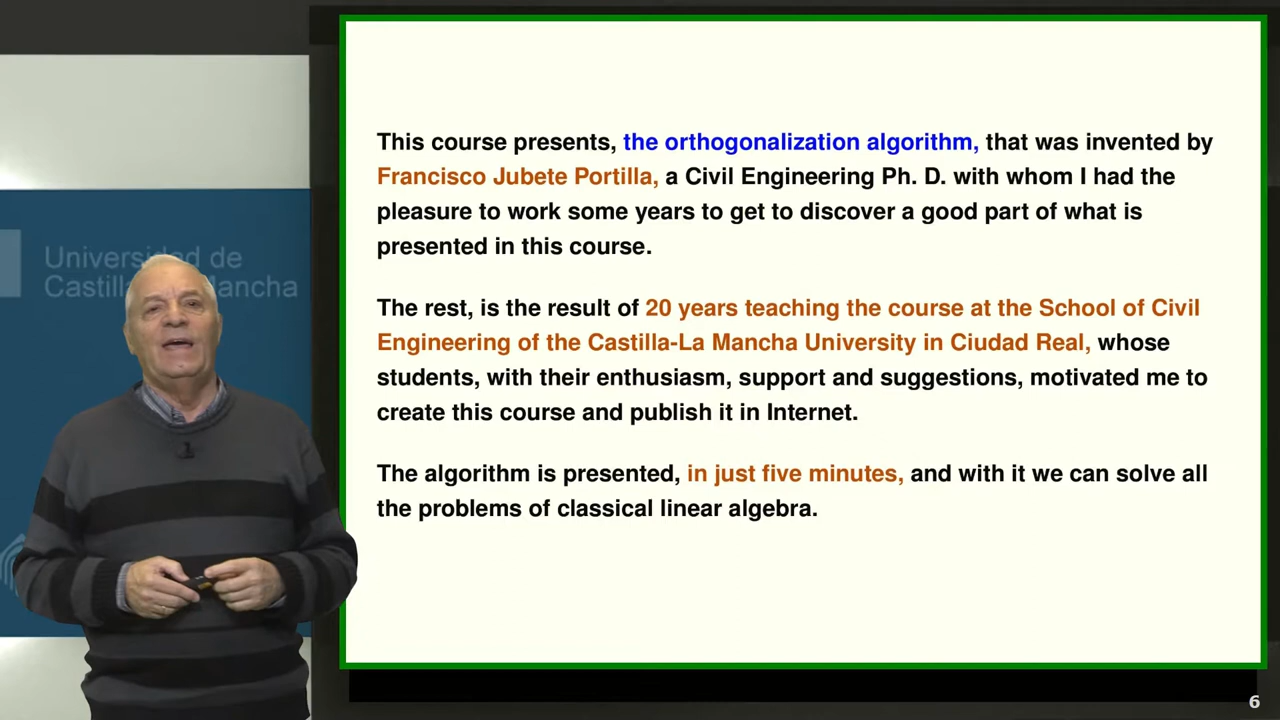 Universidad de
Castilla Mancha
This course presents, the orthogonalization algorithm, that was invented by
Francisco Jubete Portilla, a Civil Engineering Ph. D. with whom I had the
pleasure to work some years to get to discover a good part of what is
presented in this course.
The rest, is the result of 20 years teaching the course at the School of Civil
Engineering of the Castilla-La Mancha University in Ciudad Real, whose
students, with their enthusiasm, support and suggestions, motivated me to
create this course and publish it in Internet.
The algorithm is presented, in just five minutes, and with it we can solve all
the problems of classical linear algebra.
6